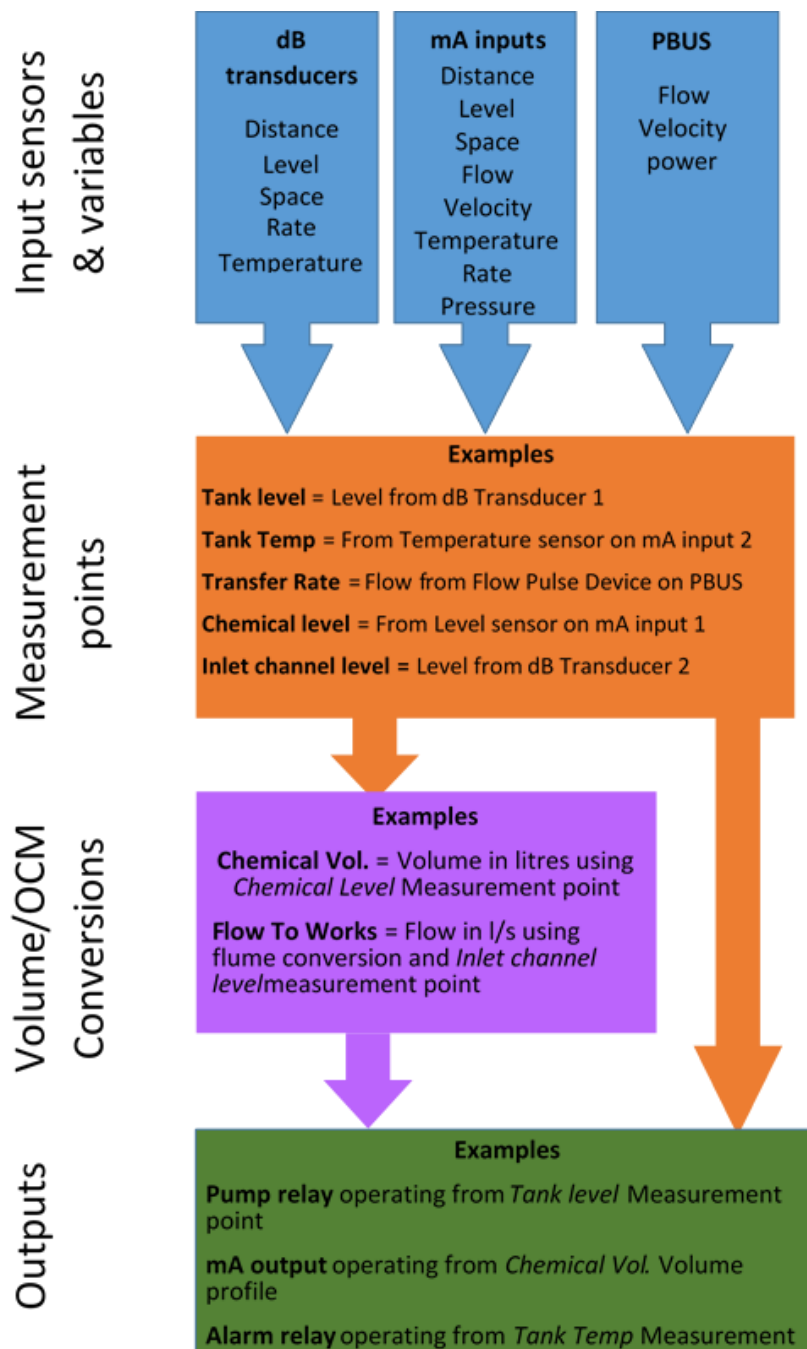 Input sensors
& variables
dB
transducers
Distance
Level
Space
Rate
Temperature
mA inputs
Distance
Level
Space
Flow
Velocity
Temperature
Rate
Pressure
PBUS
Flow
Velocity
power
Measurement
points
Examples
Tank level = Level from dB Transducer 1
Tank Temp = From Temperature sensor on mA input 2
Transfer Rate = Flow from Flow Pulse Device on PBUS
Chemical level = From Level sensor on mA input 1
Inlet channel level = Level from dB Transducer 2
Volume/OCM
Conversions
Examples
Chemical Vol. = Volume in litres using
Chemical Level Measurement point
Flow To Works = Flow in l/s using
flume conversion and Inlet channel
levelmeasurement point
Outputs
Examples
Pump relay operating from Tank level Measurement
point
mA output operating from Chemical Vol. Volume
profile
Alarm relay operating from Tank Temp Measurement